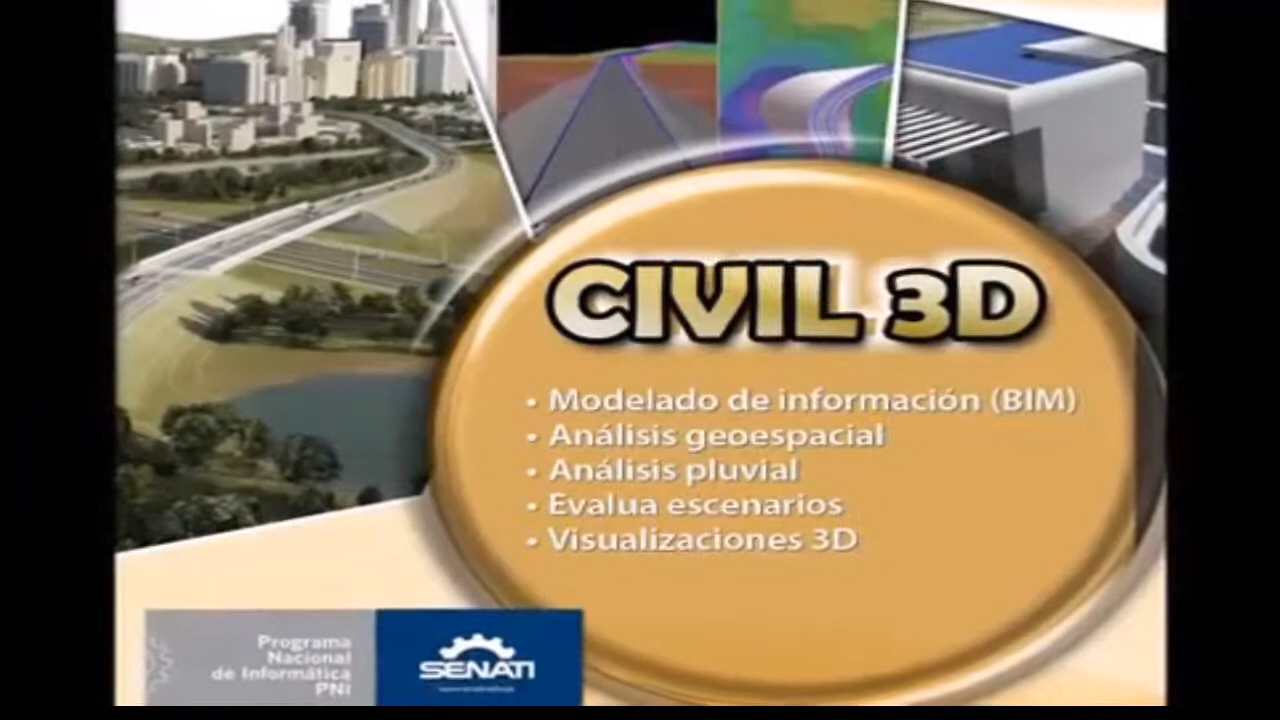 CIVIL 3D
• Modelado de información (BIM)
• Análisis geoespacial
• Análisis pluvial
• Evalua escenarios
• Visualizaciones 3D
Programa
Nacional
de Informática
PNI
SENATI